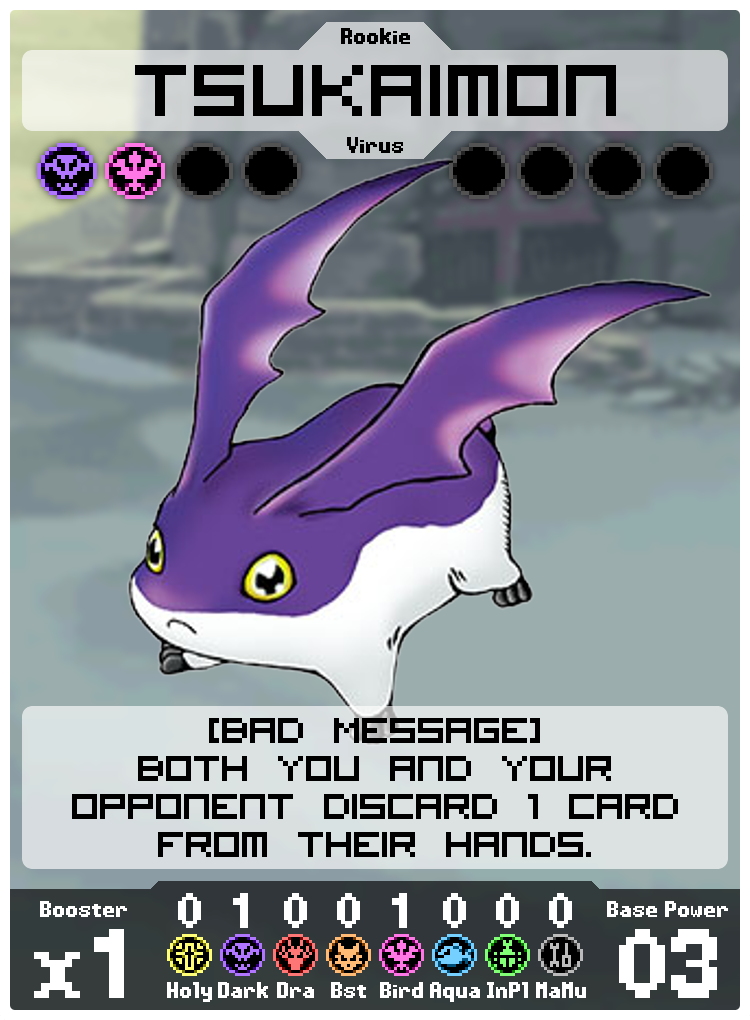 Rookie
TSUKAIMON
Virus
[BAD MESSAGE]
BOTH YOU AND YOUR
OPPONENT DISCARD 1 CARD
FROM THEIR HANDS.
Booster 0 1 0 0 1 0 0 0 Base Power
x1 03
Holy Dark Dra Bst Bird Aqua InPl MaMu